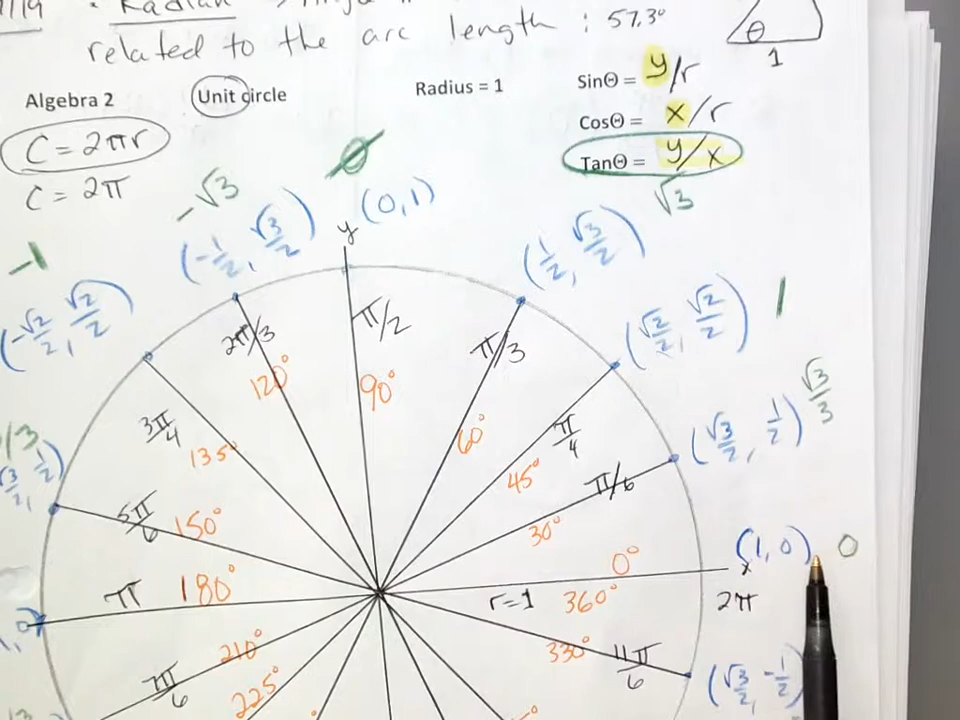 Radian
related to the arc length : 57.3°
θ
1
Algebra 2
Unit circle
Radius = 1
SinΘ = y/r
CosΘ = x/r
TanΘ = y/x
C = 2πr
C = 2π
-√3
∅
√3
y (0,1)
-1
(-1/2, √3/2)
(1/2, √3/2)
(-√2/2, √2/2)
(√2/2, √2/2)
1
2π/3
π/2
π/3
120°
90°
60°
√3/3
(√3/2, 1/2)
3π/4
135°
45°
π/4
π/6
5π/6
150°
30°
0°
(1, 0)
0
x
π
180°
r=1
360°
2π
210°
330°
11π/6
(√3/2, -1/2)
7π/6
225°